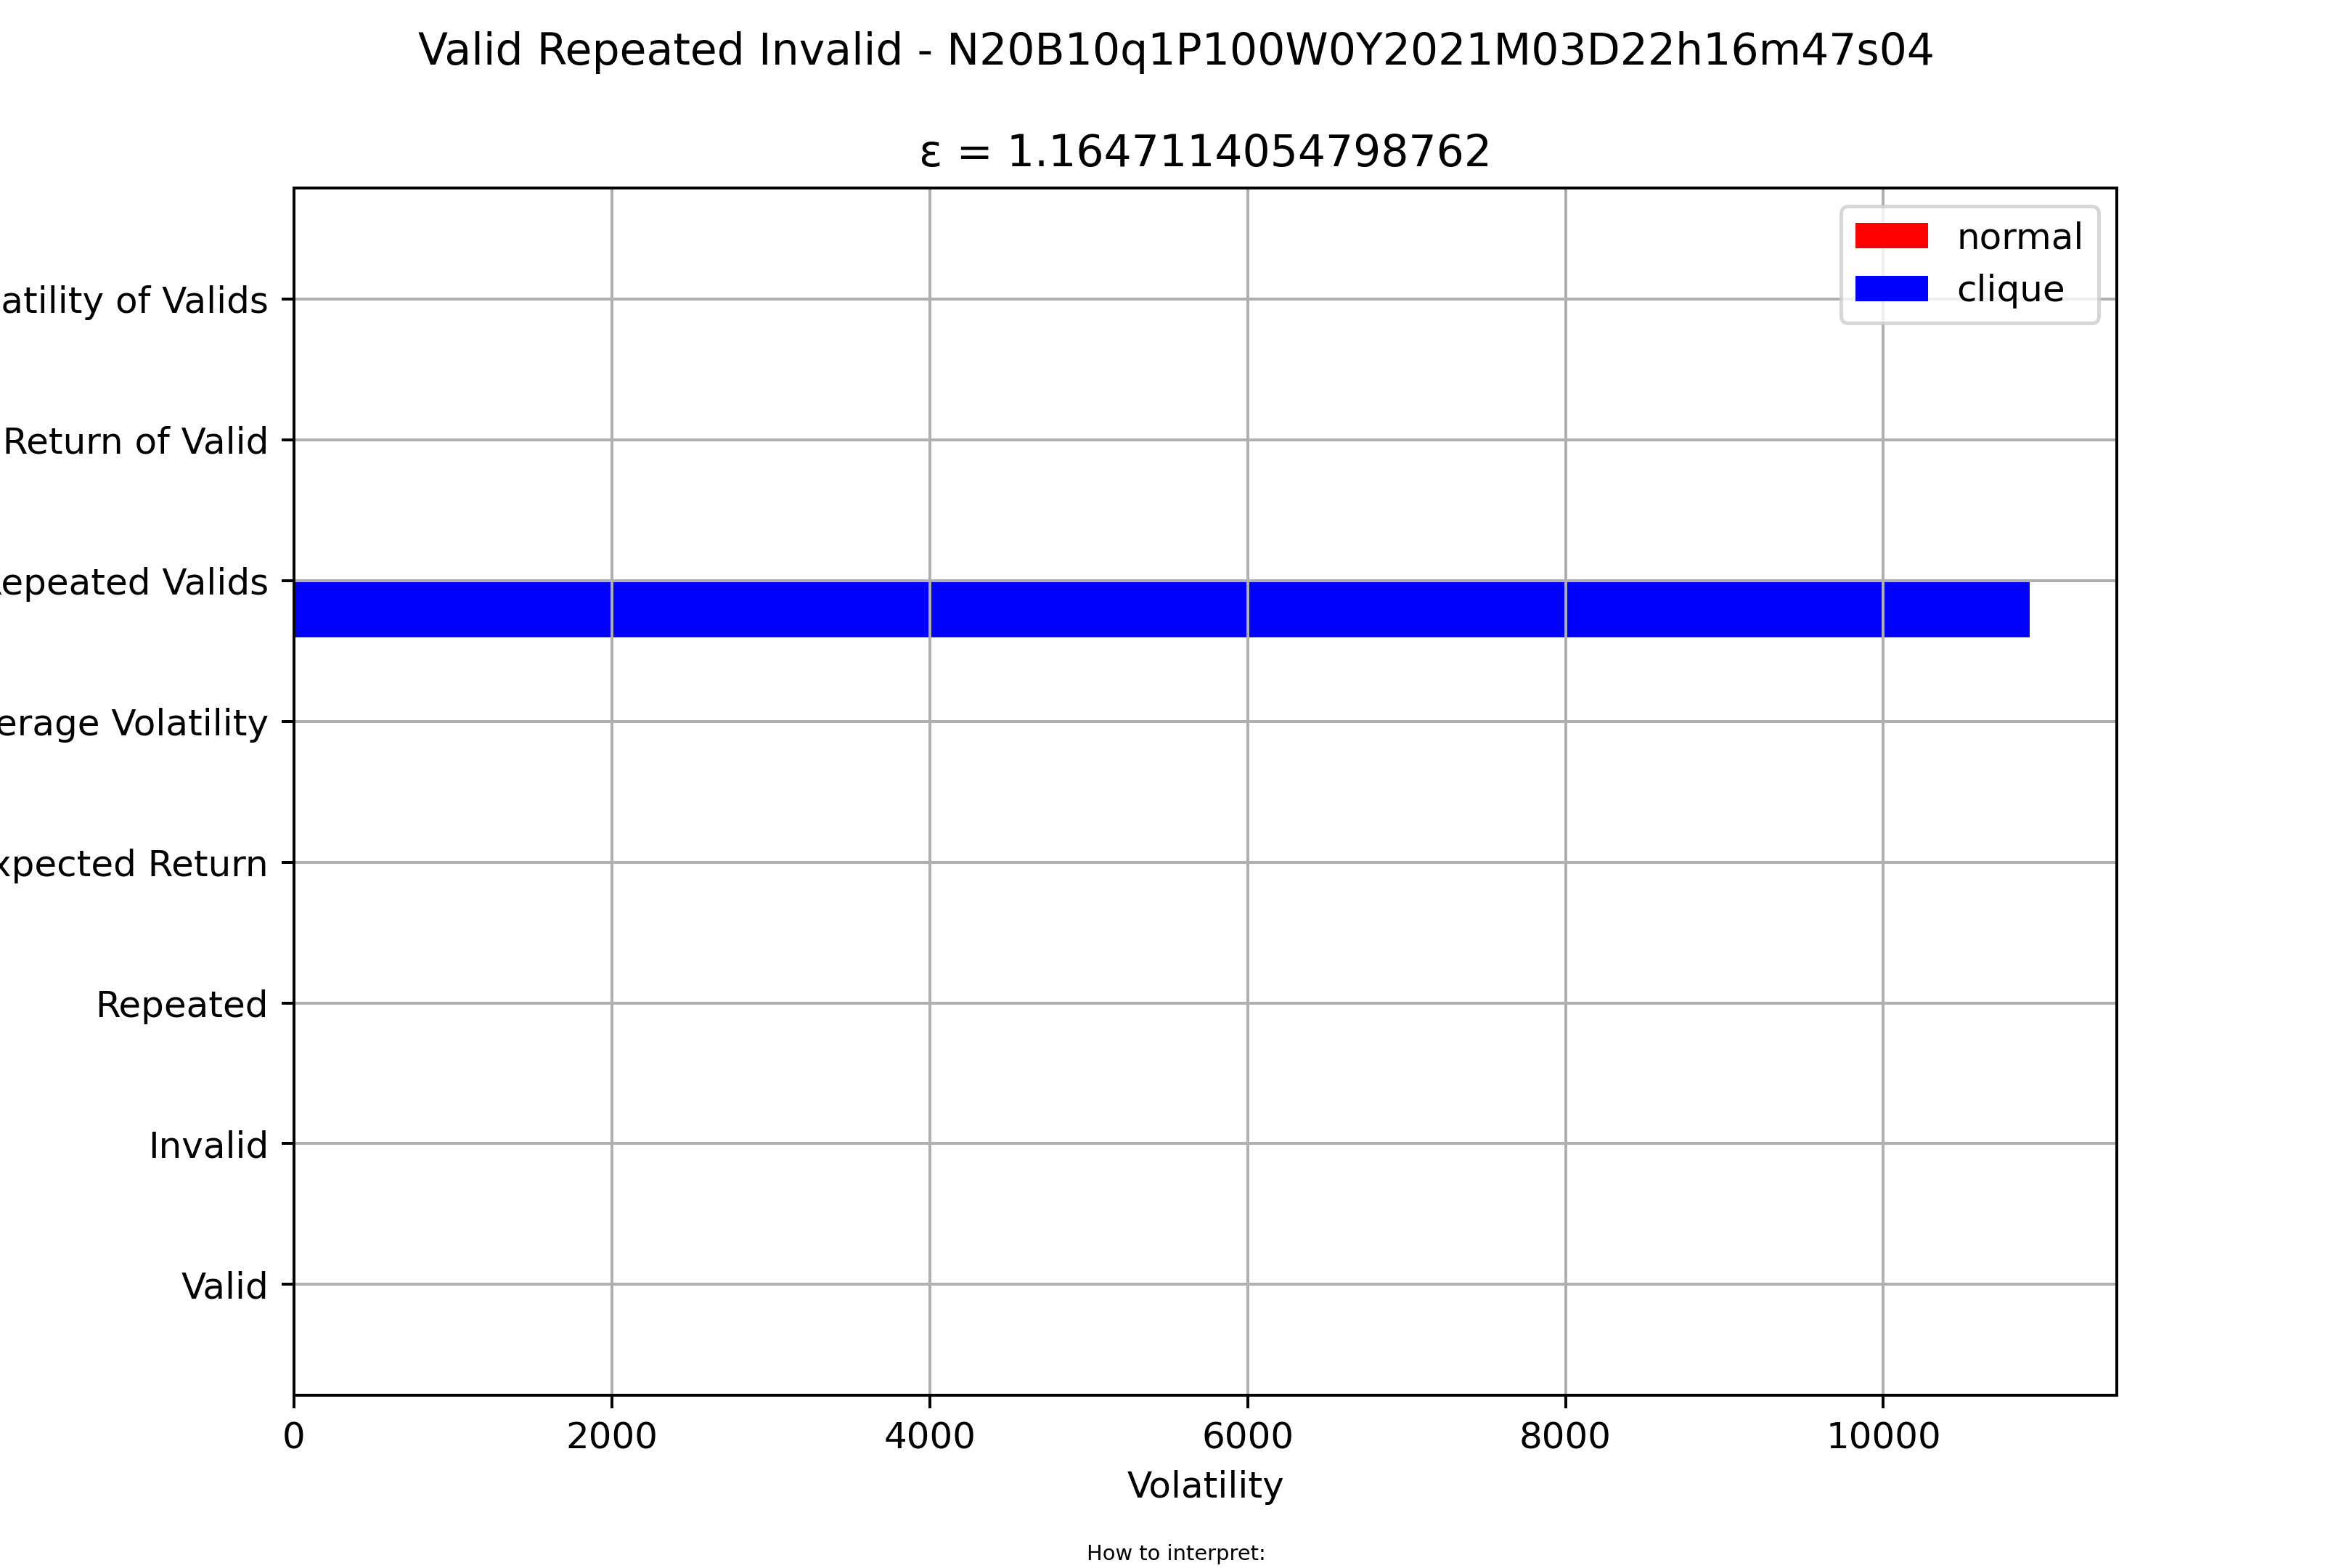 Valid Repeated Invalid - N20B10q1P100W0Y2021M03D22h16m47s04
ε = 1.1647114054798762
normal
clique
atility of Valids
Return of Valid
epeated Valids
erage Volatility
xpected Return
Repeated
Invalid
Valid
0 2000 4000 6000 8000 10000
Volatility
How to interpret: